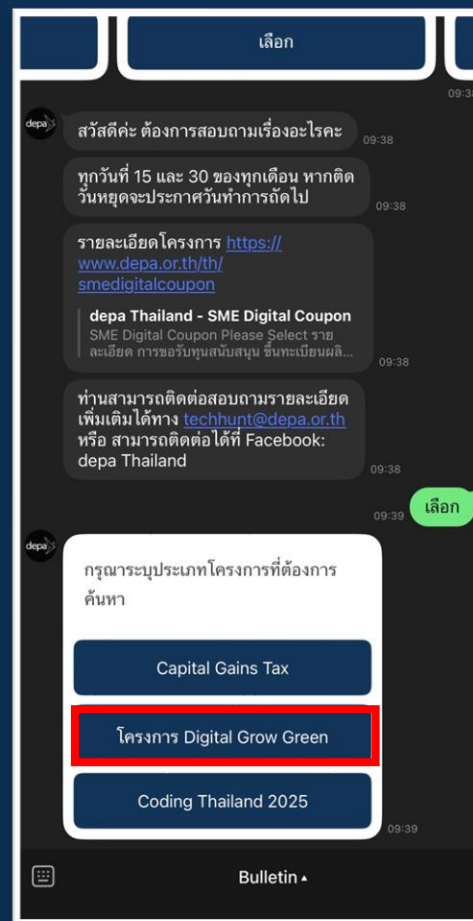 เลือก
09:38
depa
สวัสดีค่ะ ต้องการสอบถามเรื่องอะไรคะ
09:38
ทุกวันที่ 15 และ 30 ของทุกเดือน หากติด
วันหยุดจะประกาศวันทำการถัดไป
09:38
รายละเอียดโครงการ https://
www.depa.or.th/th/
smedigitalcoupon
depa Thailand - SME Digital Coupon
SME Digital Coupon Please Select ราย
ละเอียด การขอรับทุนสนับสนุน ขึ้นทะเบียนผลิ...
09:38
ท่านสามารถติดต่อสอบถามรายละเอียด
เพิ่มเติมได้ทาง techhunt@depa.or.th
หรือ สามารถติดต่อได้ที่ Facebook:
depa Thailand
09:38
เลือก
09:39
depa
กรุณาระบุประเภทโครงการที่ต้องการ
ค้นหา
Capital Gains Tax
โครงการ Digital Grow Green
Coding Thailand 2025
09:39
Bulletin